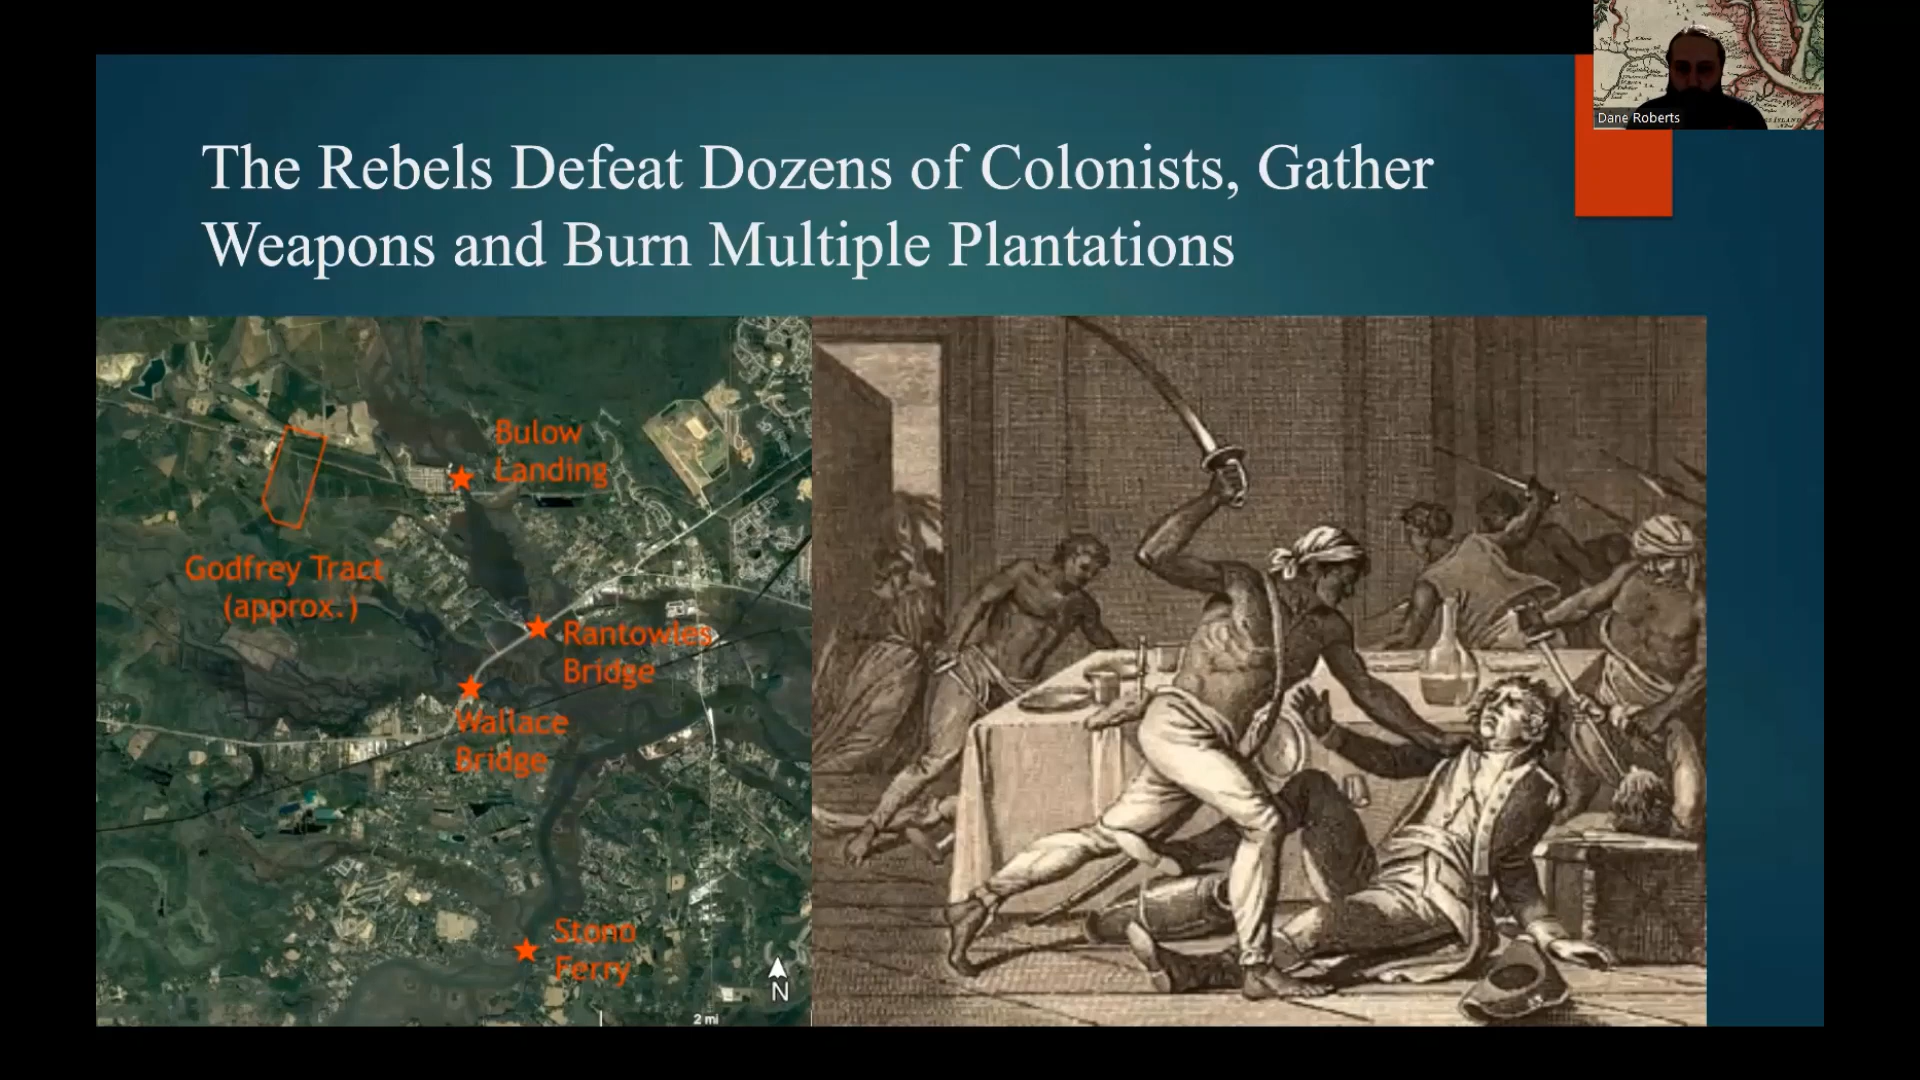 Dane Roberts
The Rebels Defeat Dozens of Colonists, Gather
Weapons and Burn Multiple Plantations
Bulow
Landing
Godfrey Tract
(approx.)
Rantowles
Bridge
Wallace
Bridge
Stono
Ferry
N
2 mi